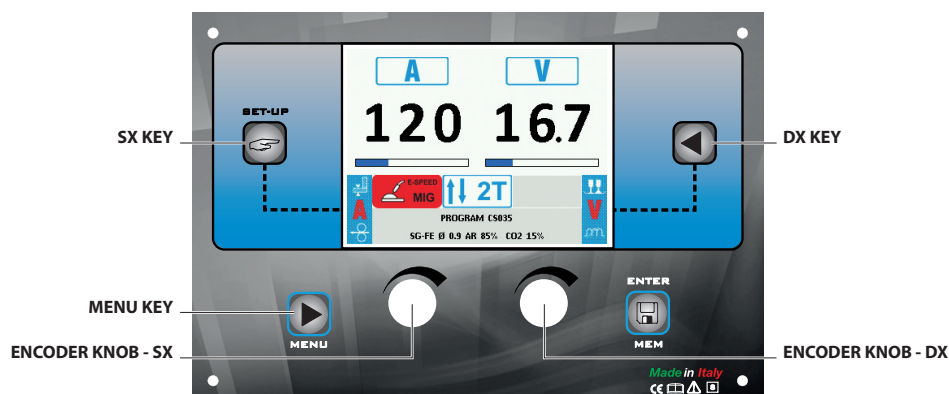 A V
SET-UP
120 16.7
SX KEY
DX KEY
E-SPEED
MIG
2T
A
V
PROGRAM CS035
SG-FE Ø 0.9 AR 85% CO2 15%
ENTER
MENU KEY
MENU
MEM
ENCODER KNOB - SX
ENCODER KNOB - DX
Made in Italy
CE